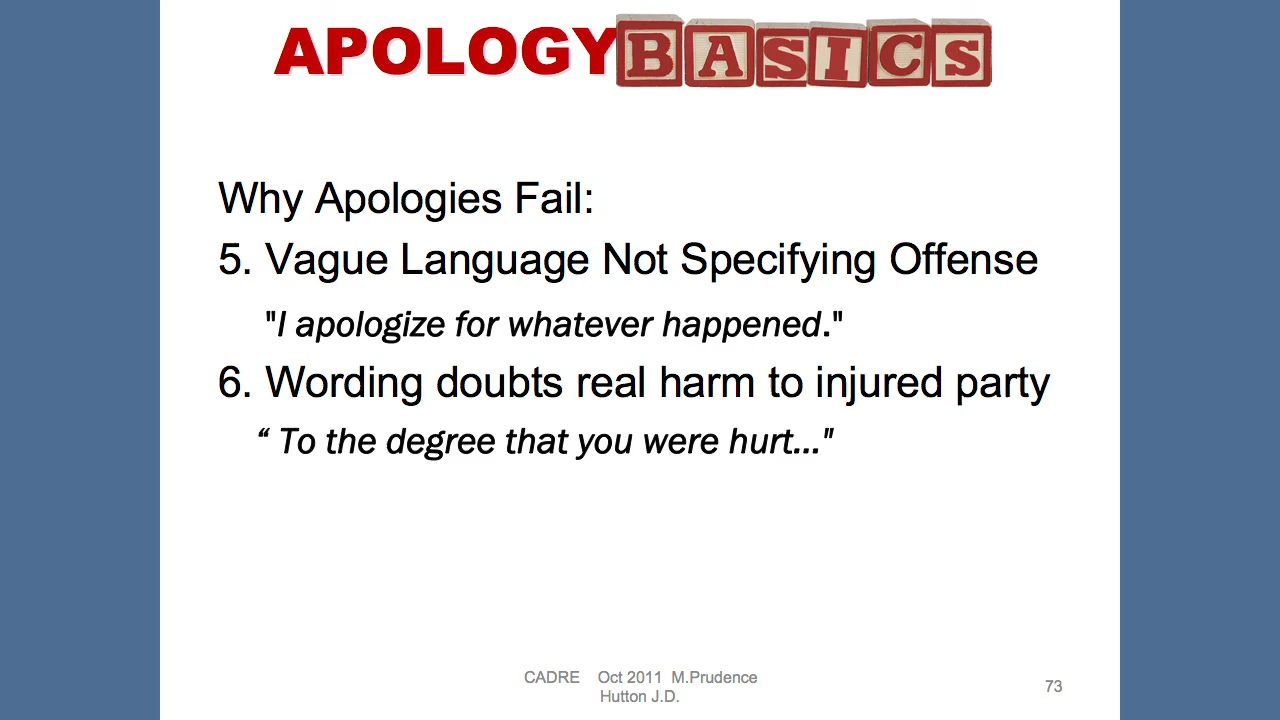 APOLOGY BASICS
Why Apologies Fail:
5. Vague Language Not Specifying Offense
"I apologize for whatever happened."
6. Wording doubts real harm to injured party
“ To the degree that you were hurt..."
CADRE Oct 2011 M.Prudence
Hutton J.D.
73